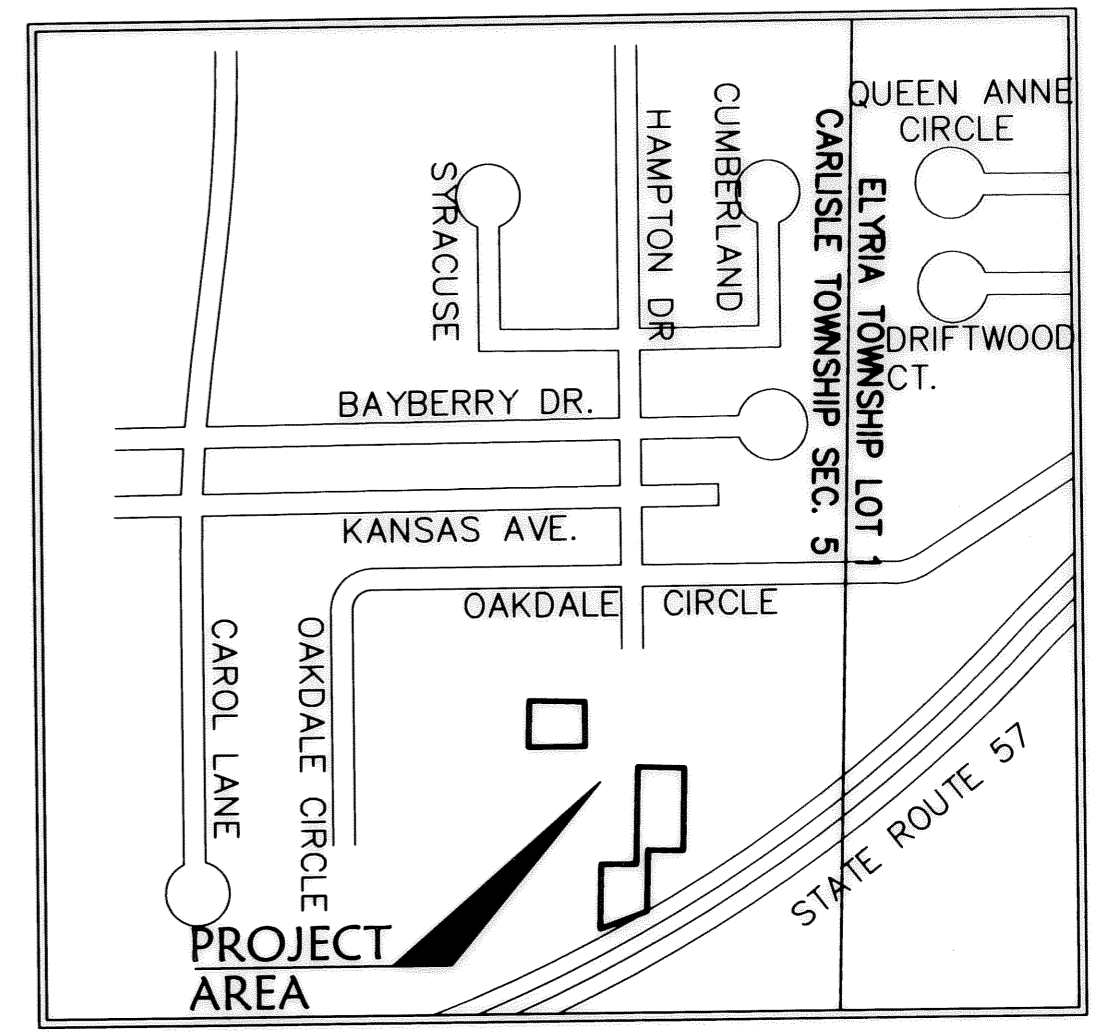 QUEEN ANNE
CIRCLE
CUMBERLAND
HAMPTON DR
CARLISLE TOWNSHIP SEC. 5
ELYRIA TOWNSHIP LOT 1
SYRACUSE
DRIFTWOOD
CT.
BAYBERRY DR.
KANSAS AVE.
OAKDALE CIRCLE
CAROL LANE
OAKDALE CIRCLE
STATE ROUTE 57
PROJECT
AREA